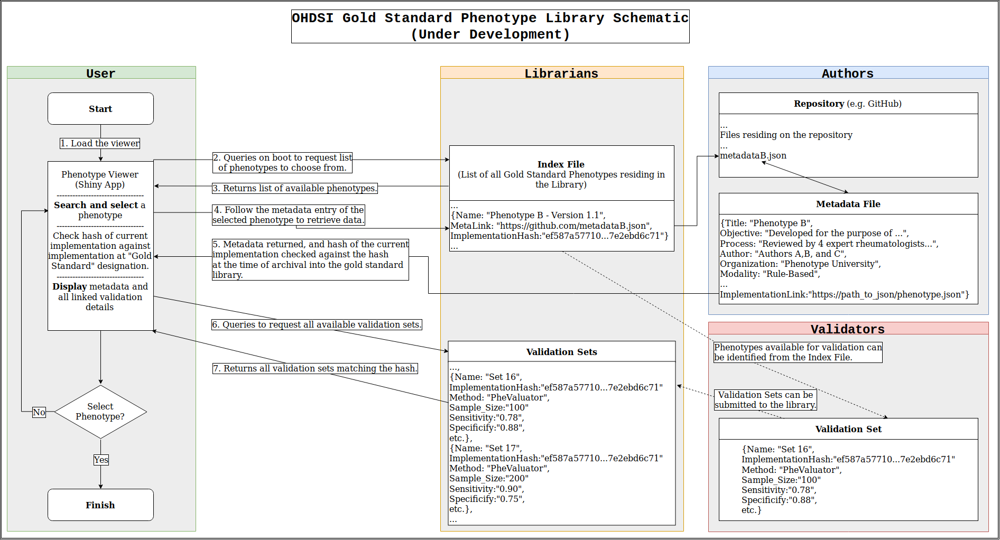 OHDSI Gold Standard Phenotype Library Schematic
(Under Development)
User
Start
1. Load the viewer
Phenotype Viewer
(Shiny App)
---------------------------------
Search and select a
phenotype
---------------------------------
Check hash of current
implementation against
implementation at "Gold
Standard" designation.
---------------------------------
Display metadata and
all linked validation
details
Select
Phenotype?
No
Yes
Finish
2. Queries on boot to request list
of phenotypes to choose from.
3. Returns list of available phenotypes.
4. Follow the metadata entry of the
selected phenotype to retrieve data.
5. Metadata returned, and hash of the current
implementation checked against the hash
at the time of archival into the gold standard
library.
6. Queries to request all available validation sets.
7. Returns all validation sets matching the hash.
Librarians
Index File
(List of all Gold Standard Phenotypes residing in
the Library)
...
{Name: "Phenotype B - Version 1.1",
MetaLink: "https://github.com/metadataB.json",
ImplementationHash:"ef587a57710...7e2ebd6c71"}
...
Validation Sets
...,
{Name: "Set 16",
ImplementationHash:"ef587a57710...7e2ebd6c71"
Method: "PheValuator",
Sample_Size:"100"
Sensitivity:"0.78",
Specificify:"0.88",
etc.},
{Name: "Set 17",
ImplementationHash:"ef587a57710...7e2ebd6c71"
Method: "PheValuator",
Sample_Size:"200"
Sensitivity:"0.90",
Specificify:"0.75",
etc.},
...
Authors
Repository (e.g. GitHub)
...
Files residing on the repository
...
metadataB.json
Metadata File
{Title: "Phenotype B",
Objective: "Developed for the purpose of ...",
Process: "Reviewed by 4 expert rheumatologists...",
Author: "Authors A,B, and C",
Organization: "Phenotype University",
Modality: "Rule-Based",
...
ImplementationLink:"https://path_to_json/phenotype.json"}
Validators
Phenotypes available for validation can
be identified from the Index File.
Validation Sets can be
submitted to the library.
Validation Set
{Name: "Set 16",
ImplementationHash:"ef587a57710...7e2ebd6c71"
Method: "PheValuator",
Sample_Size:"100"
Sensitivity:"0.78",
Specificify:"0.88",
etc.}